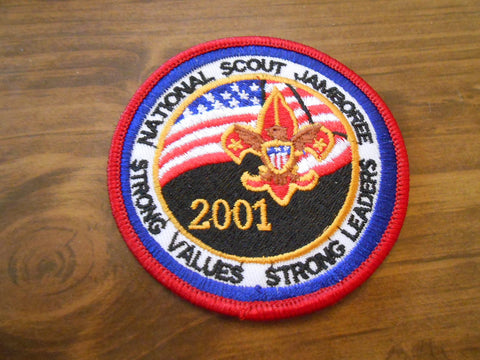 NATIONAL SCOUT JAMBOREE
2001
STRONG VALUES STRONG LEADERS